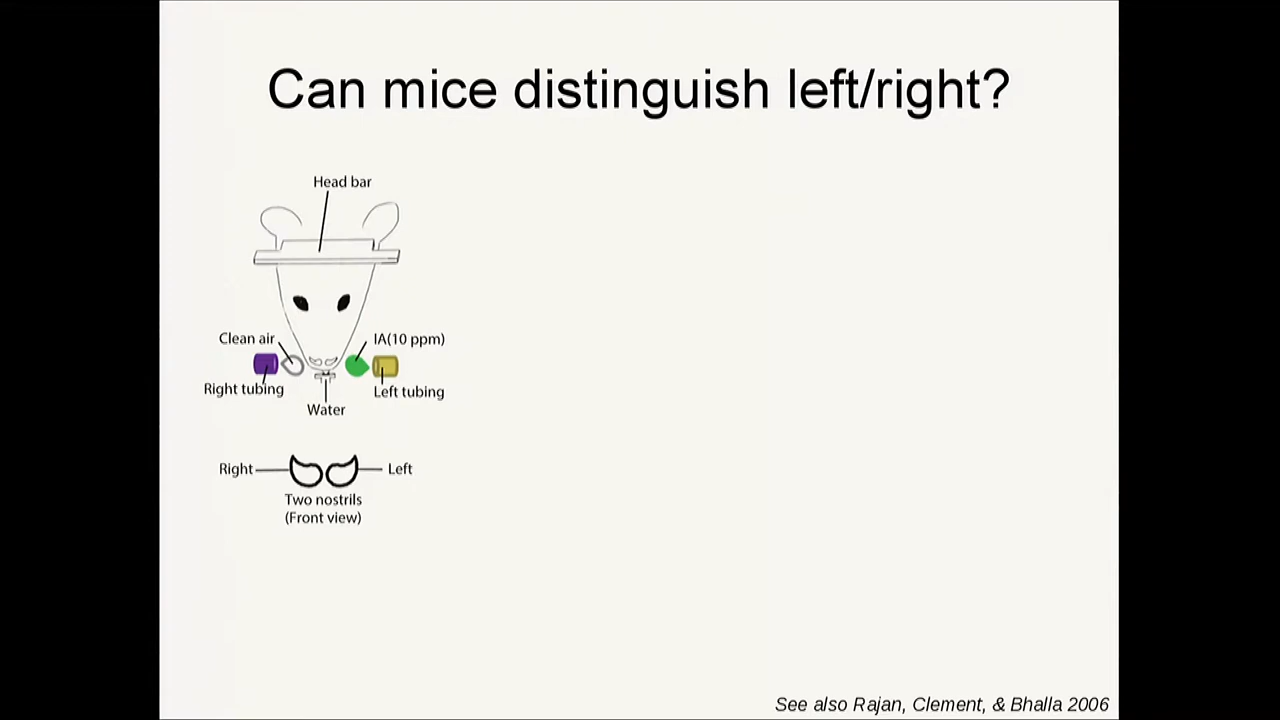 Can mice distinguish left/right?
Head bar
Clean air
IA(10 ppm)
Right tubing
Left tubing
Water
Right
Left
Two nostrils
(Front view)
See also Rajan, Clement, & Bhalla 2006